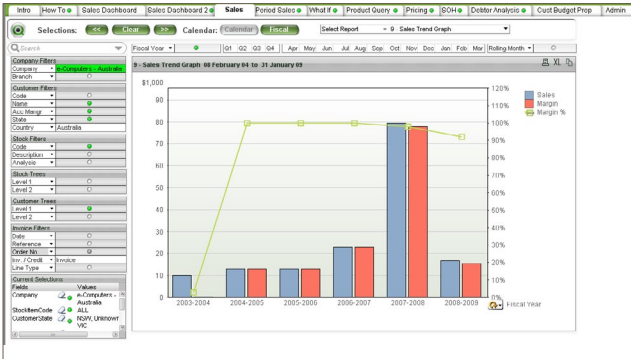 Intro How To Sales Dashboard Sales Dashboard 2 Sales Period Sales What If Product Query Pricing SOH Debtor Analysis Cust Budget Prop Admin
Selections: << Clear >> Calendar: Calendar Fiscal Select Report = 9 Sales Trend Graph
Search Fiscal Year Q1 Q2 Q3 Q4 Apr May Jun Jul Aug Sep Oct Nov Dec Jan Feb Mar Rolling Month
Company Filters
Company e-Computers - Australia
Branch
Customer Filters
Code
Name
Acc Mangr
State
Country Australia
Stock Filters
Code
Description
Analysis
Stock Trees
Level 1
Level 2
Customer Trees
Level 1
Level 2
Invoice Filters
Date
Reference
Order No
Inv. / Credit Invoice
Line Type
Current Selections
Fields Values
Company e-Computers -
Australia
StockItemCode ALL
CustomerState NSW, Unknown
VIC
9 - Sales Trend Graph 08 February 04 to 31 January 09 XL
$1,000
90
80
70
60
50
40
30
20
10
0
120%
110%
100%
90%
80%
70%
60%
50%
40%
30%
20%
10%
0%
Sales
Margin
Margin %
2003-2004 2004-2005 2005-2006 2006-2007 2007-2008 2008-2009 Fiscal Year